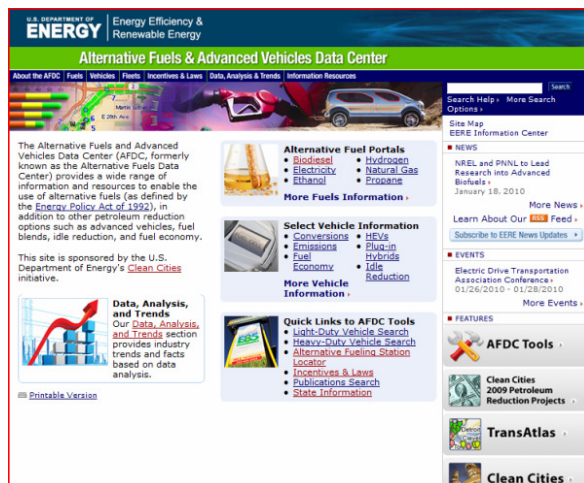 U.S. DEPARTMENT OF
ENERGY
Energy Efficiency &
Renewable Energy
Alternative Fuels & Advanced Vehicles Data Center
About the AFDC Fuels Vehicles Fleets Incentives & Laws Data, Analysis & Trends Information Resources
Search
Search Help › More Search
Options ›
Site Map
EERE Information Center
The Alternative Fuels and Advanced
Vehicles Data Center (AFDC, formerly
known as the Alternative Fuels Data
Center) provides a wide range of
information and resources to enable the
use of alternative fuels (as defined by
the Energy Policy Act of 1992), in
addition to other petroleum reduction
options such as advanced vehicles, fuel
blends, idle reduction, and fuel economy.
This site is sponsored by the U.S.
Department of Energy's Clean Cities
initiative.
Data, Analysis,
and Trends
Our Data, Analysis,
and Trends section
provides industry
trends and facts
based on data
analysis.
Printable Version
Alternative Fuel Portals
• Biodiesel • Hydrogen
• Electricity • Natural Gas
• Ethanol • Propane
More Fuels Information ›
Select Vehicle Information
• Conversions • HEVs
• Emissions • Plug-in
• Fuel Hybrids
Economy • Idle
Reduction
More Vehicle
Information ›
Quick Links to AFDC Tools
• Light-Duty Vehicle Search
• Heavy-Duty Vehicle Search
• Alternative Fueling Station
Locator
• Incentives & Laws
• Publications Search
• State Information
E85
NEWS
NREL and PNNL to Lead
Research into Advanced
Biofuels ›
January 18, 2010
More News ›
Learn About Our RSS Feed ›
Subscribe to EERE News Updates
EVENTS
Electric Drive Transportation
Association Conference ›
01/26/2010 - 01/28/2010
More Events ›
FEATURES
AFDC Tools ›
Clean Cities
2009 Petroleum
Reduction Projects ›
TransAtlas ›
Clean Cities ›